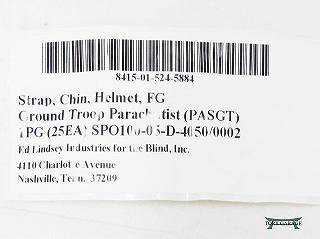 8415-01-524-5884
Strap, Chin, Helmet, FG
Ground Troop Parachutist (PASGT)
1PG (25EA) SPO100-05-D-4050/0002
Ed Lindsey Industries for the Blind, Inc.
4110 Charlotte Avenue
Nashville, Tenn. 37209